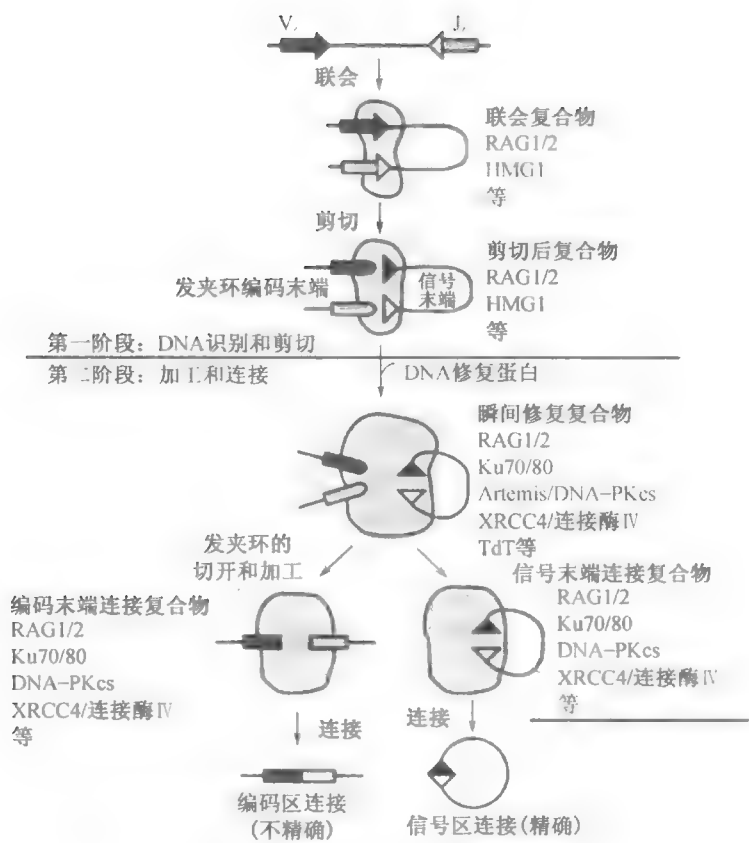 V
J
联会
联会复合物
RAG1/2
HMG1
等
剪切
剪切后复合物
RAG1/2
HMG1
等
发夹环编码末端
信号
末端
第一阶段：DNA识别和剪切
第二阶段：加工和连接
DNA修复蛋白
瞬间修复复合物
RAG1/2
Ku70/80
Artemis/DNA-PKcs
XRCC4/连接酶Ⅳ
TdT等
发夹环的
切开和加工
编码末端连接复合物
RAG1/2
Ku70/80
DNA-PKcs
XRCC4/连接酶Ⅳ
等
信号末端连接复合物
RAG1/2
Ku70/80
DNA-PKcs
XRCC4/连接酶Ⅳ
等
连接
连接
编码区连接
(不精确)
信号区连接(精确)